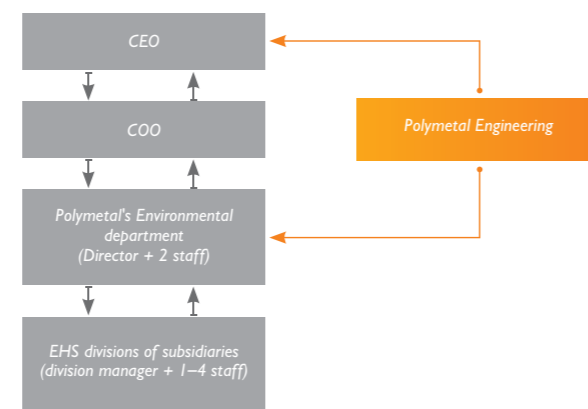 CEO
COO
Polymetal Engineering
Polymetal's Environmental
department
(Director + 2 staff)
EHS divisions of subsidiaries
(division manager + 1–4 staff)